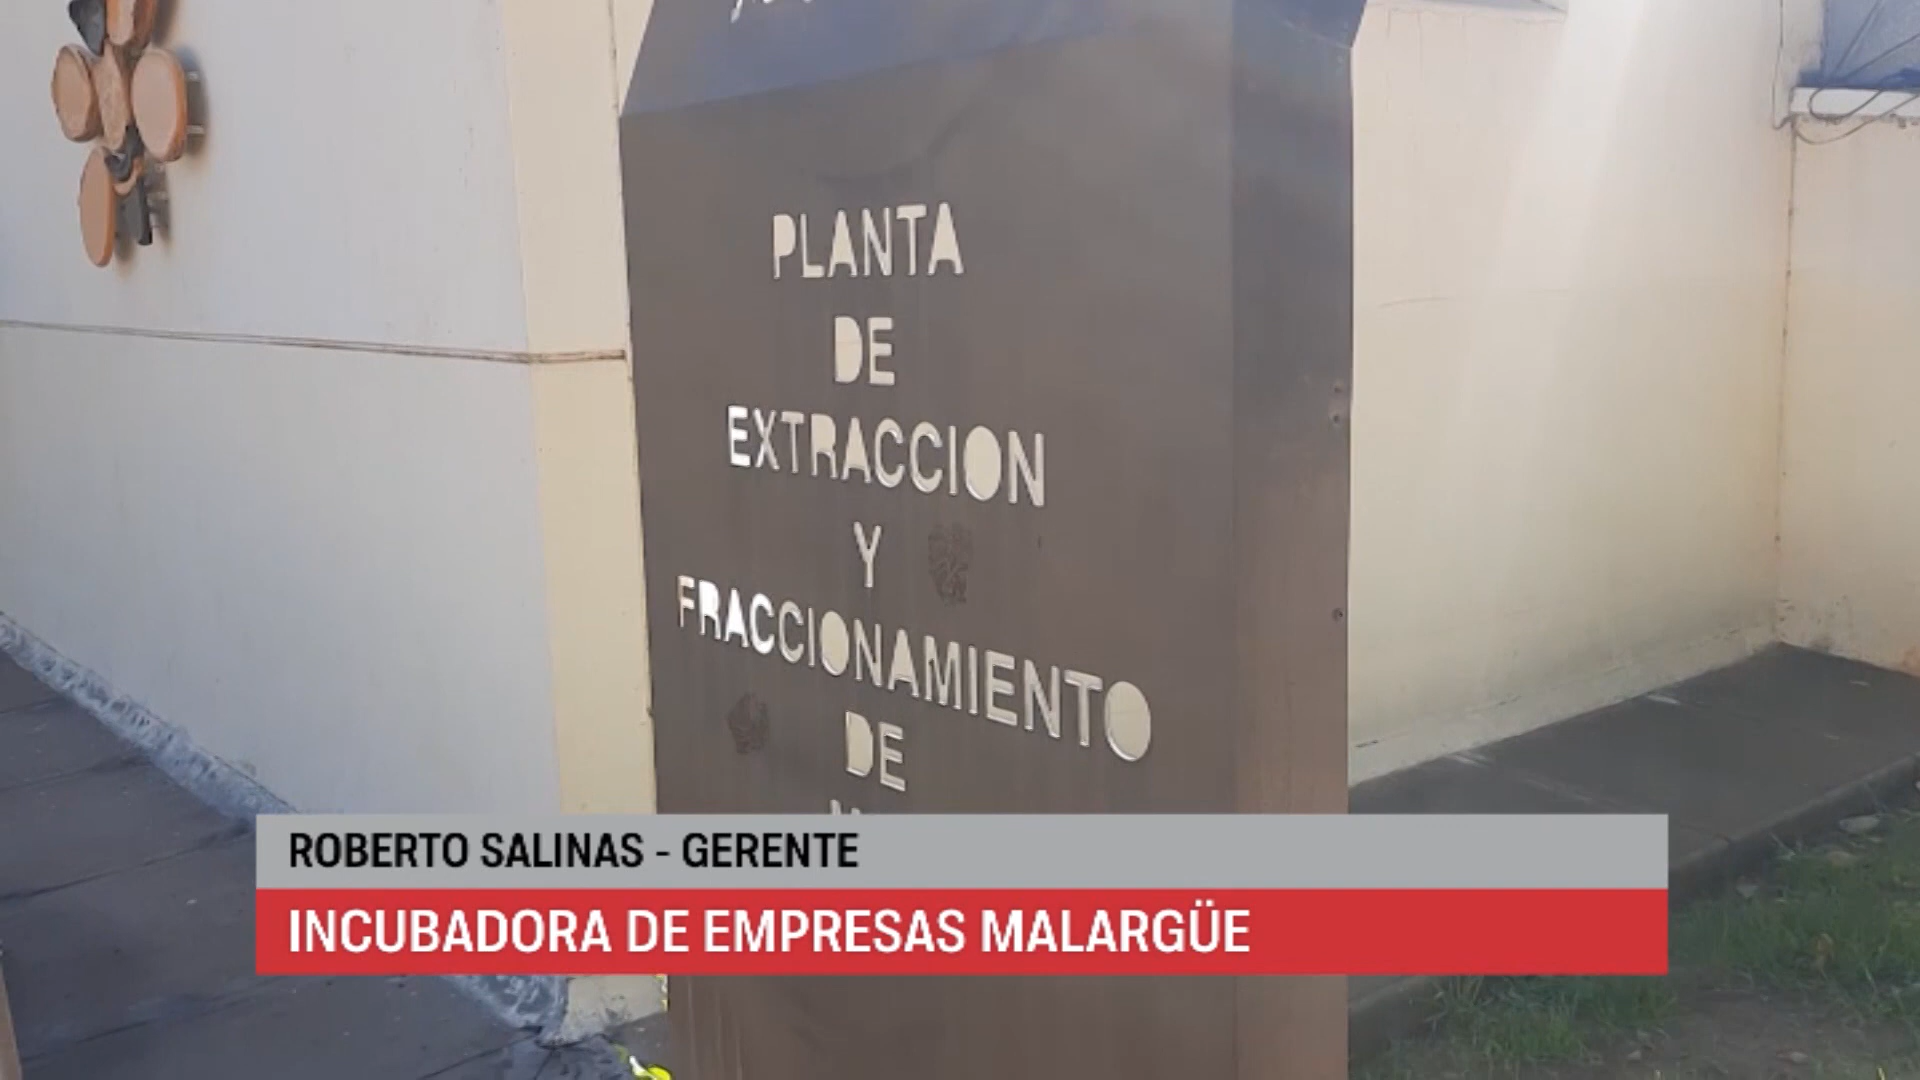 PLANTA
DE
EXTRACCION
Y
FRACCIONAMIENTO
DE
ROBERTO SALINAS - GERENTE
INCUBADORA DE EMPRESAS MALARGÜE